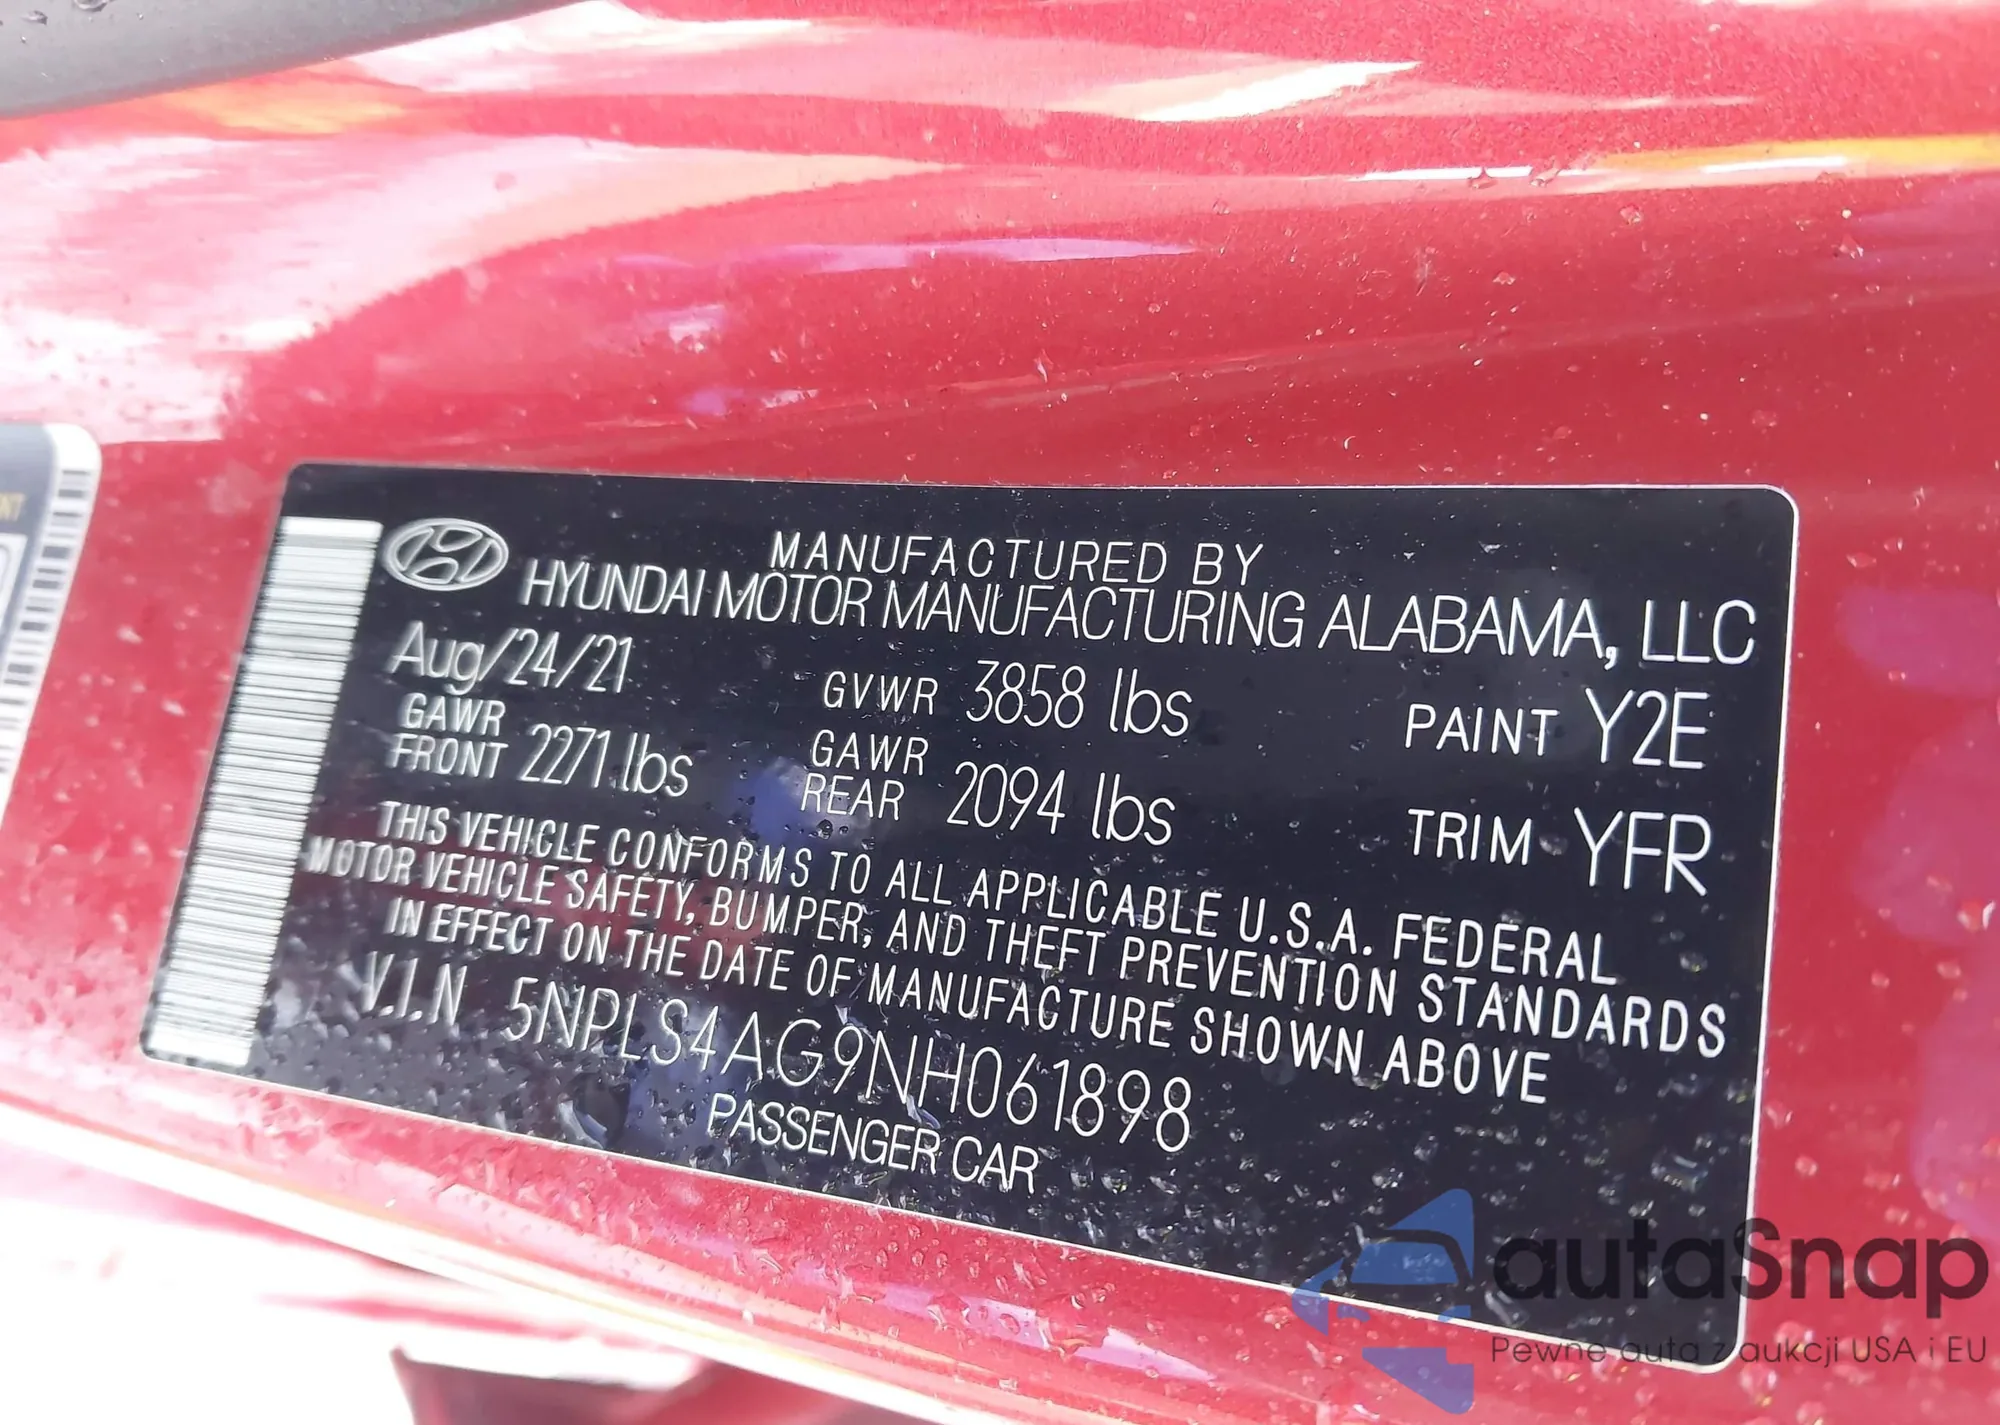 MANUFACTURED BY
HYUNDAI MOTOR MANUFACTURING ALABAMA, LLC
Aug/24/21 GVWR 3858 lbs PAINT Y2E
GAWR FRONT 2271 lbs GAWR REAR 2094 lbs TRIM YFR
THIS VEHICLE CONFORMS TO ALL APPLICABLE U.S.A. FEDERAL
MOTOR VEHICLE SAFETY, BUMPER, AND THEFT PREVENTION STANDARDS
IN EFFECT ON THE DATE OF MANUFACTURE SHOWN ABOVE
V.I.N 5NPLS4AG9NH061898
PASSENGER CAR
autaSnap
Pewne auta z aukcji USA i EU